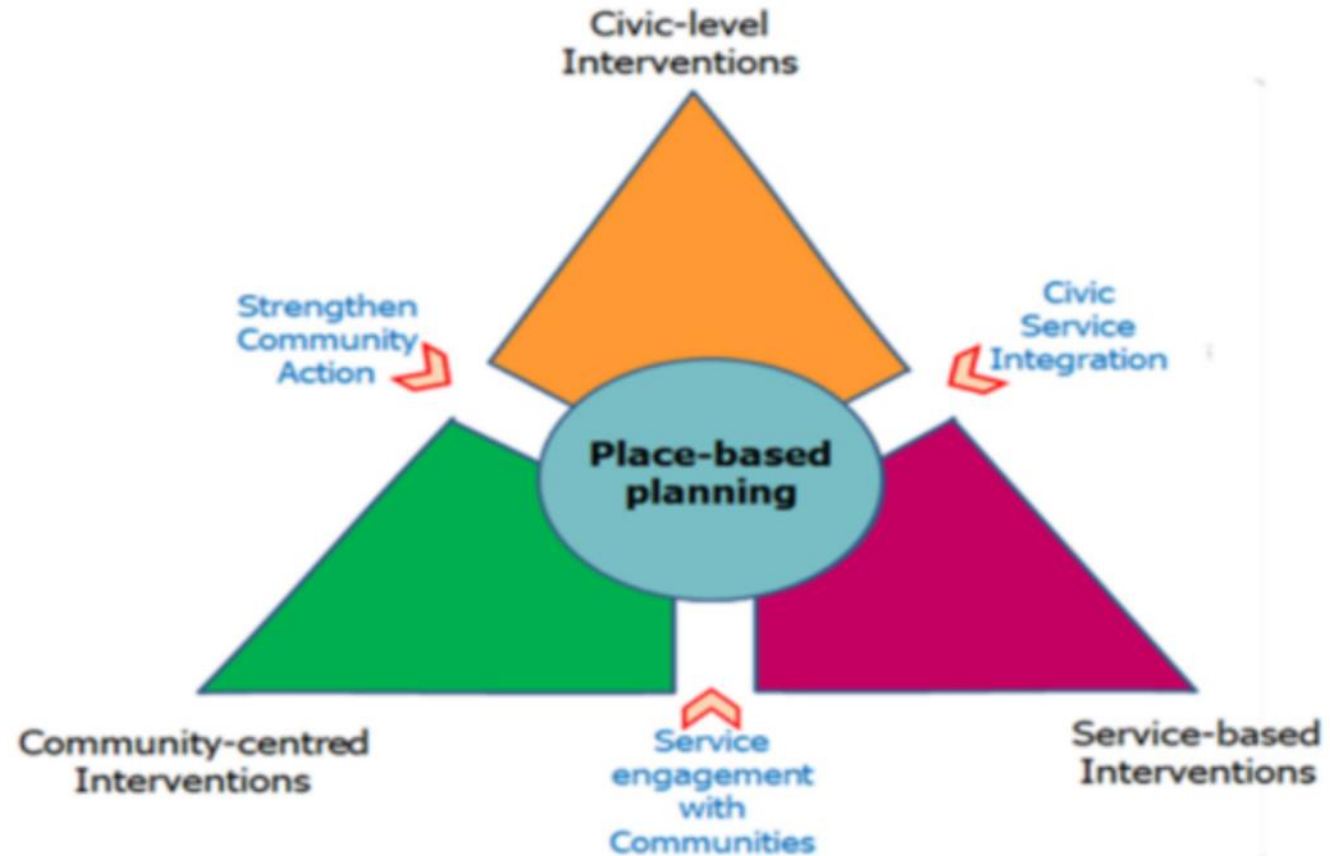 Civic-level
Interventions
Strengthen
Community
Action
Civic
Service
Integration
Place-based
planning
Community-centred
Interventions
Service
engagement
with
Communities
Service-based
Interventions